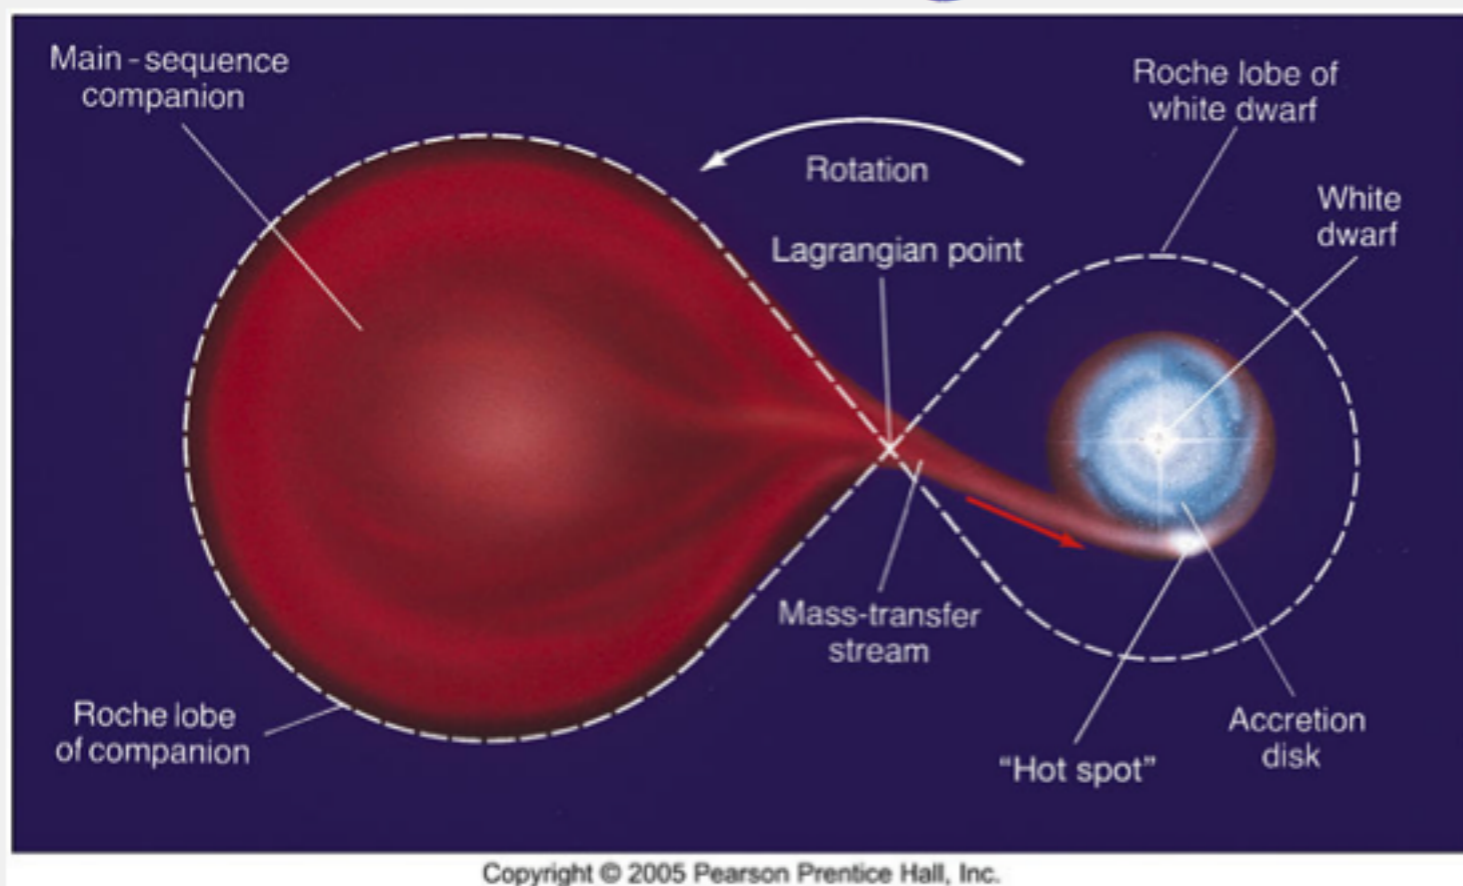 Main-sequence
companion
Roche lobe of
white dwarf
Rotation
White
dwarf
Lagrangian point
Mass-transfer
stream
Roche lobe
of companion
Accretion
disk
“Hot spot”
Copyright © 2005 Pearson Prentice Hall, Inc.